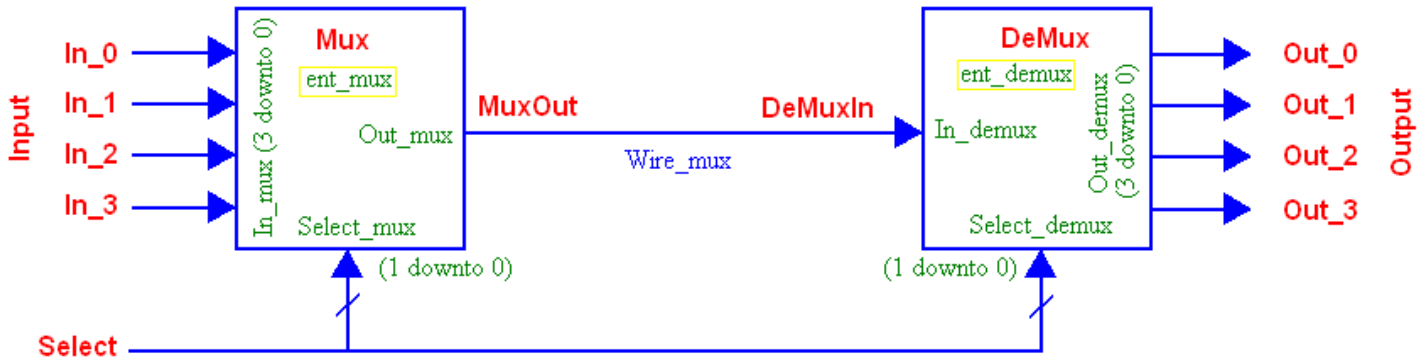 Input
In_0
In_1
In_2
In_3
In_mux (3 downto 0)
Mux
ent_mux
Out_mux
Select_mux
(1 downto 0)
MuxOut
Wire_mux
DeMuxIn
DeMux
ent_demux
In_demux
Out_demux
(3 downto 0)
Select_demux
(1 downto 0)
Out_0
Out_1
Out_2
Out_3
Output
Select